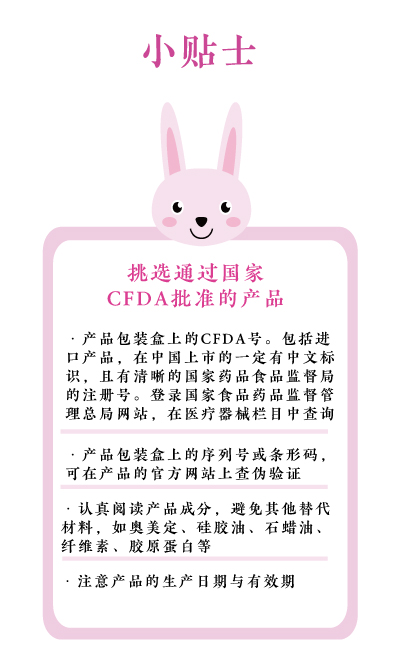 小贴士
挑选通过国家
CFDA批准的产品
·产品包装盒上的CFDA号。包括进
口产品，在中国上市的一定有中文标
识，且有清晰的国家药品食品监督局
的注册号。登录国家食品药品监督管
理总局网站，在医疗器械栏目中查询
·产品包装盒上的序列号或条形码，
可在产品的官方网站上查伪验证
·认真阅读产品成分，避免其他替代
材料，如奥美定、硅胶油、石蜡油、
纤维素、胶原蛋白等
·注意产品的生产日期与有效期